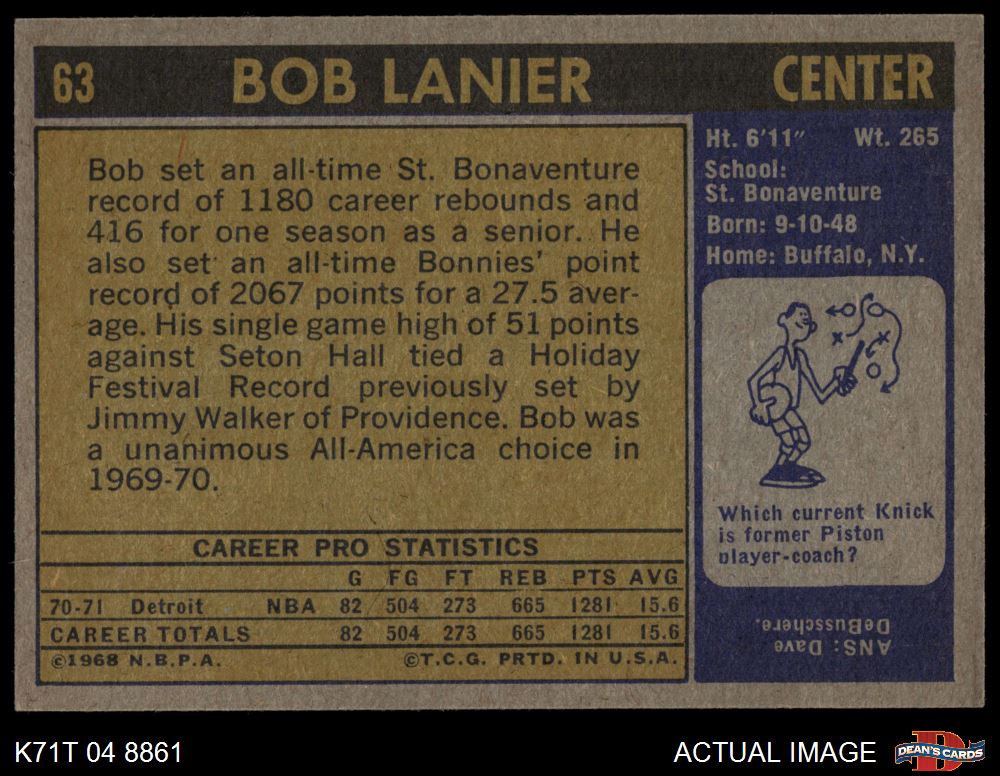 63 BOB LANIER CENTER
Bob set an all-time St. Bonaventure
record of 1180 career rebounds and
416 for one season as a senior. He
also set an all-time Bonnies' point
record of 2067 points for a 27.5 aver-
age. His single game high of 51 points
against Seton Hall tied a Holiday
Festival Record previously set by
Jimmy Walker of Providence. Bob was
a unanimous All-America choice in
1969-70.
CAREER PRO STATISTICS
G FG FT REB PTS AVG
70-71 Detroit NBA 82 504 273 665 1281 15.6
CAREER TOTALS 82 504 273 665 1281 15.6
©1968 N.B.P.A. ©T.C.G. PRTD. IN U.S.A.
Ht. 6'11" Wt. 265
School:
St. Bonaventure
Born: 9-10-48
Home: Buffalo, N.Y.
Which current Knick
is former Piston
player-coach?
ANS: Dave
DeBusschere.
K71T 04 8861 ACTUAL IMAGE DEAN'S CARDS